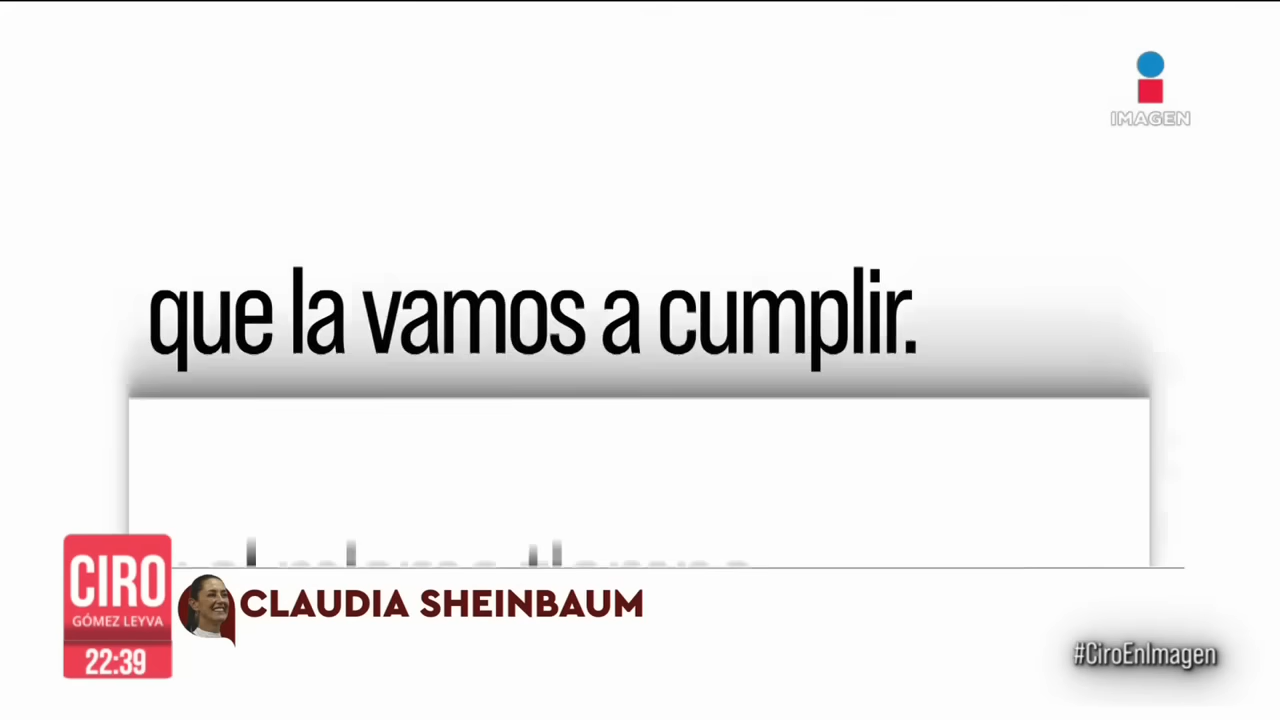 IMAGEN
que la vamos a cumplir.
CIRO
GÓMEZ LEYVA
22:39
CLAUDIA SHEINBAUM
#CiroEnImagen